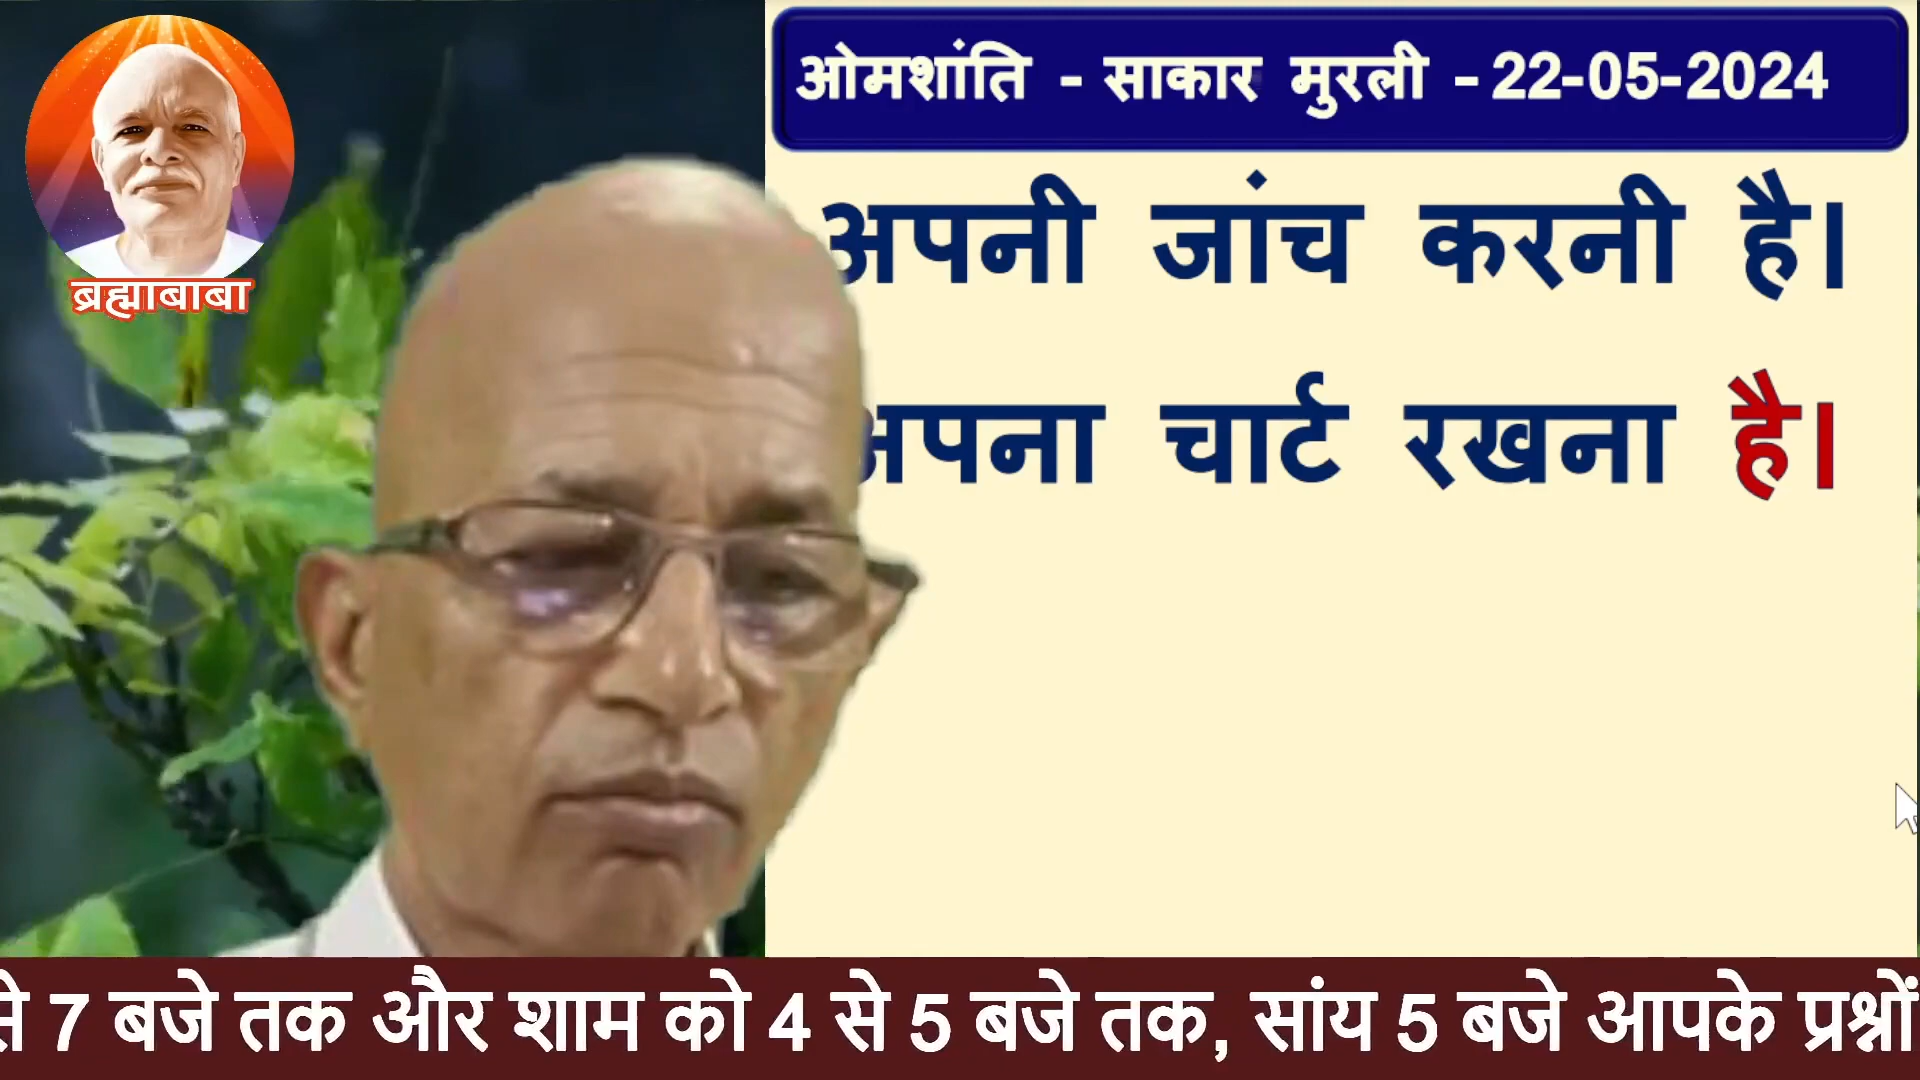 ब्रह्माबाबा
ओमशांति - साकार मुरली - 22-05-2024
अपनी जांच करनी है।
अपना चार्ट रखना है।
से 7 बजे तक और शाम को 4 से 5 बजे तक, सांय 5 बजे आपके प्रश्नों